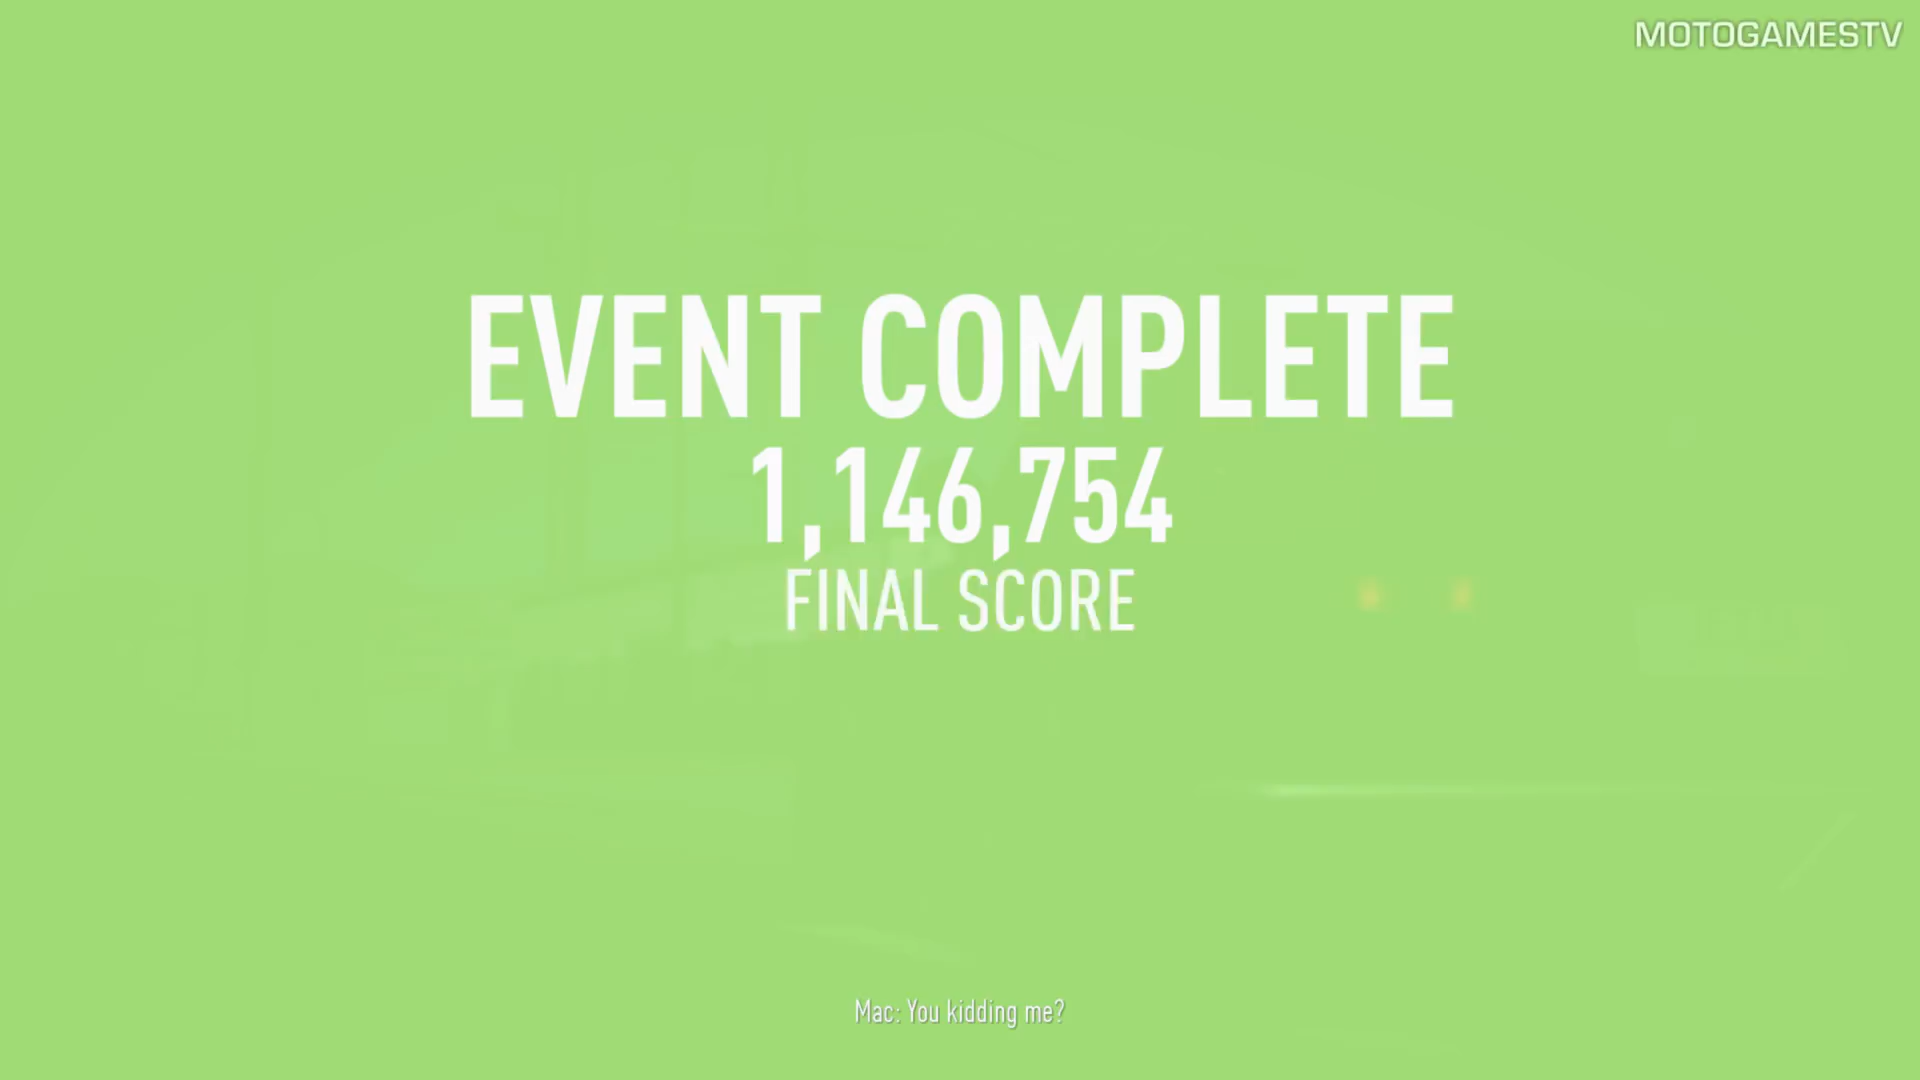 MOTOGAMESTV
EVENT COMPLETE
1,146,754
FINAL SCORE
Mac: You kidding me?